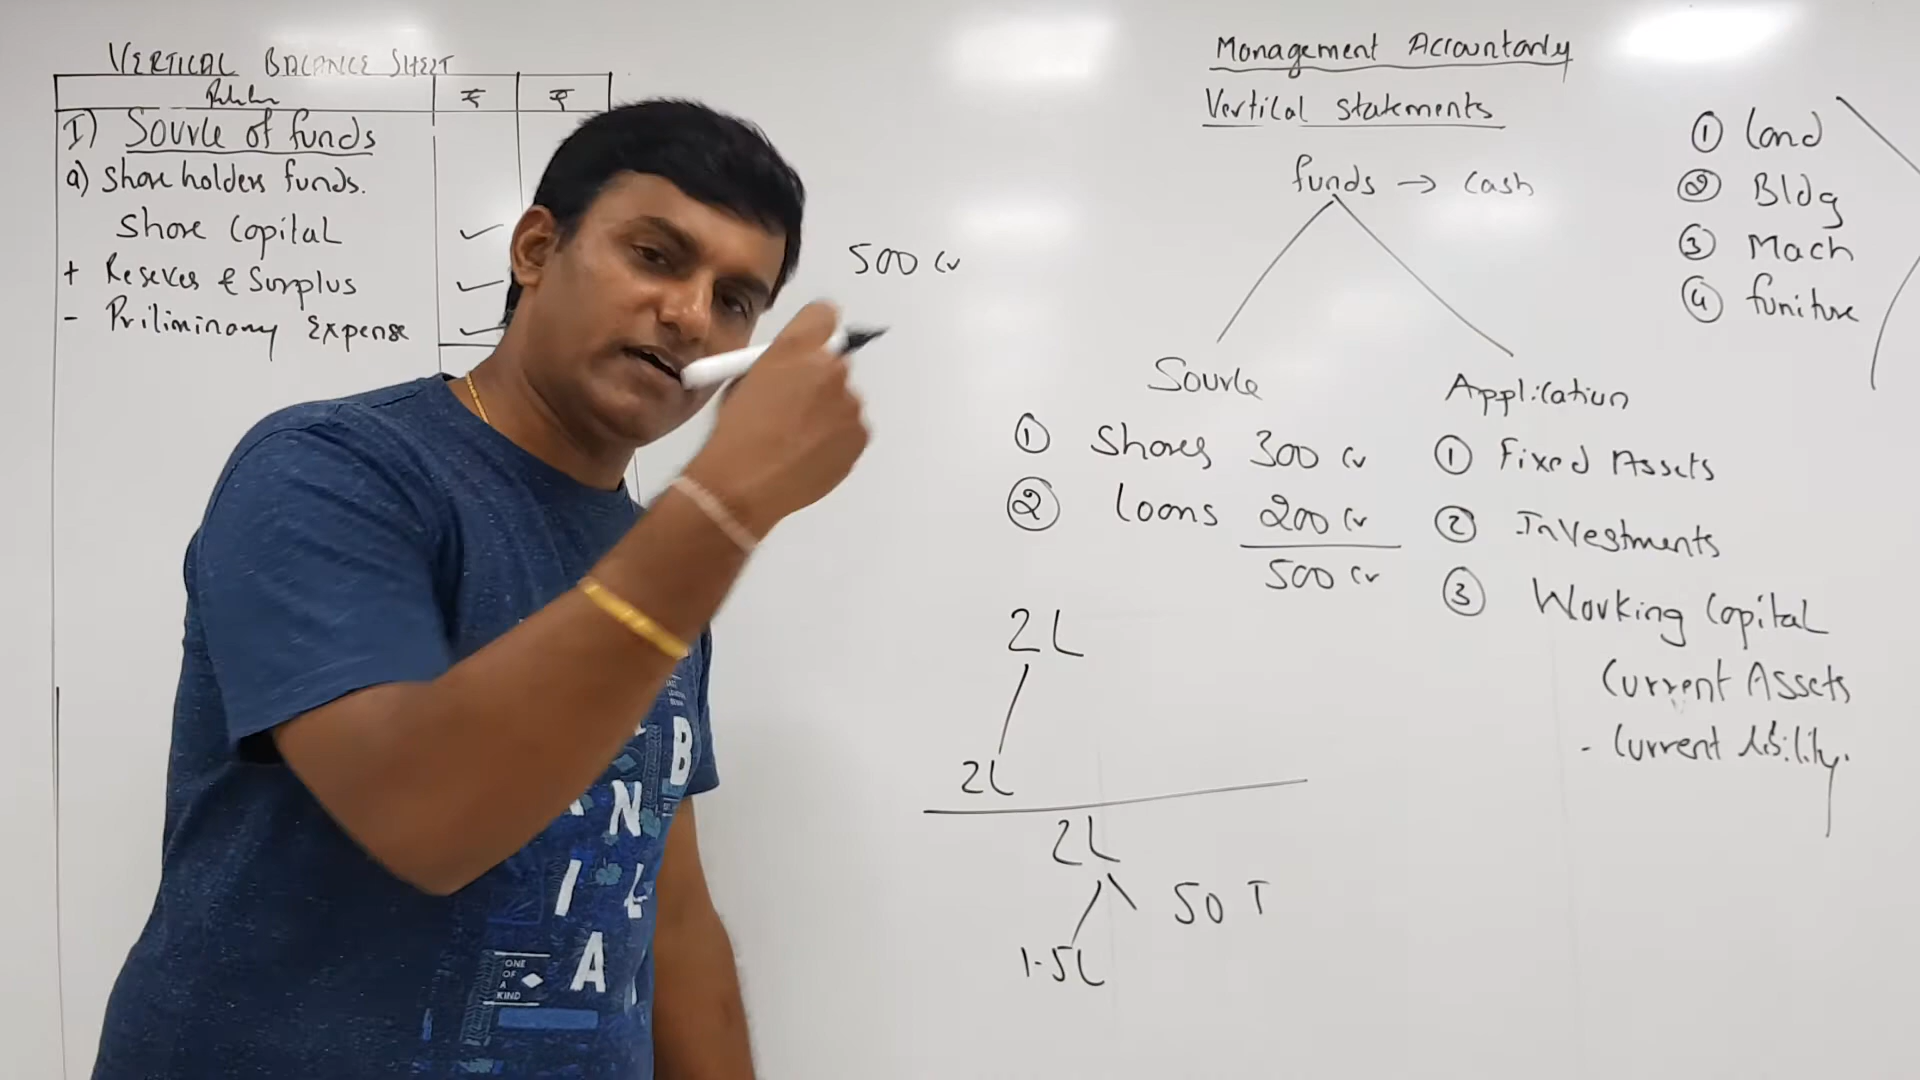 VERTICAL BALANCE SHEET
₹ ₹
I) Source of funds
a) Share holders funds.
Share Capital ✓
+ Reseves & Surplus ✓
- Priliminary Expense ✓
500 Cr
Management Accountancy
Vertical Statements
funds → Cash
Source
① Shares 300 Cr
② Loans 200 Cr
500 Cr
Application
① Fixed Assets
② Investments
③ Working Capital
Current Assets
- Current
① Land
② Bldg
③ Mach
④ funiture
2L
2L
2L
1.5L 50 T
B
N
I L
A
ONE
OF
A
KIND